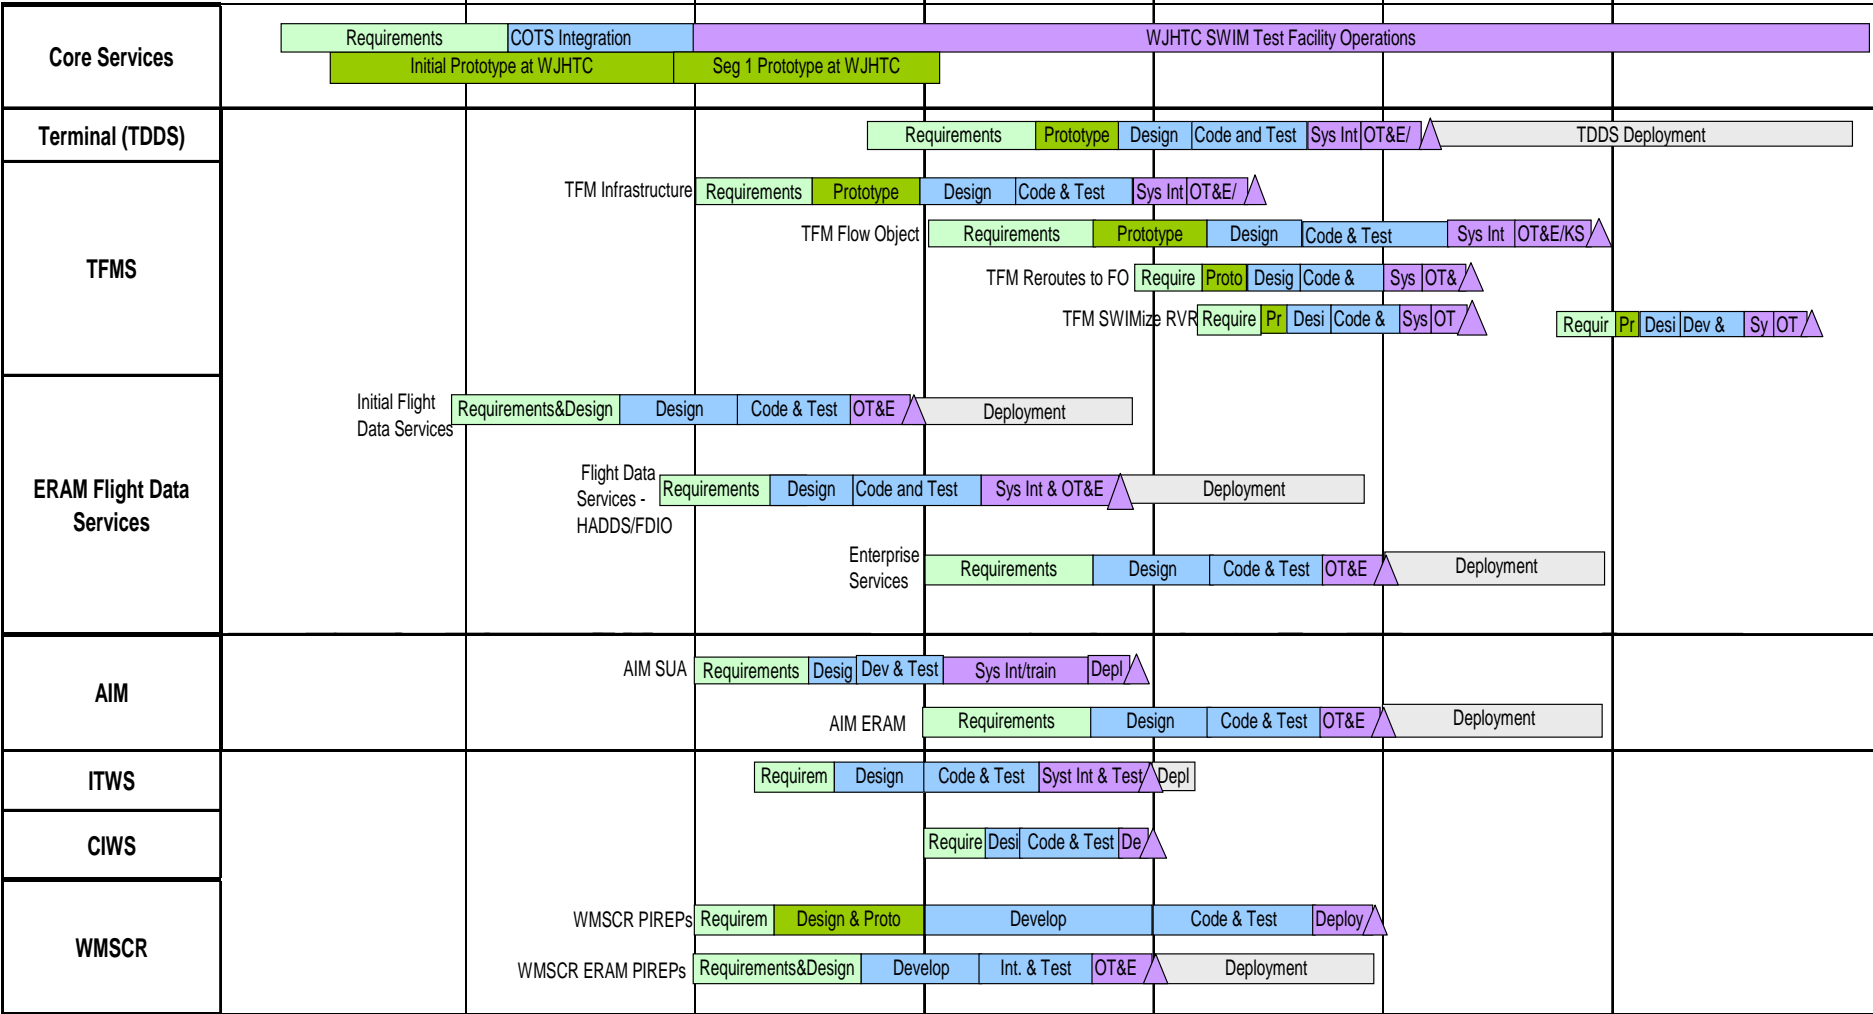 Core Services
Requirements
COTS Integration
WJHTC SWIM Test Facility Operations
Initial Prototype at WJHTC
Seg 1 Prototype at WJHTC
Terminal (TDDS)
Requirements
Prototype
Design
Code and Test
Sys Int
OT&E/
TDDS Deployment
TFMS
TFM Infrastructure
Requirements
Prototype
Design
Code & Test
Sys Int
OT&E/
TFM Flow Object
Requirements
Prototype
Design
Code & Test
Sys Int
OT&E/KS
TFM Reroutes to FO
Require
Proto
Desig
Code &
Sys
OT&
TFM SWIMize RVR
Require
Pr
Desi
Code &
Sys
OT
Requir
Pr
Desi
Dev &
Sy
OT
ERAM Flight Data
Services
Initial Flight
Data Services
Requirements&Design
Design
Code & Test
OT&E
Deployment
Flight Data
Services -
HADDS/FDIO
Requirements
Design
Code and Test
Sys Int & OT&E
Deployment
Enterprise
Services
Requirements
Design
Code & Test
OT&E
Deployment
AIM
AIM SUA
Requirements
Desig
Dev & Test
Sys Int/train
Depl
AIM ERAM
Requirements
Design
Code & Test
OT&E
Deployment
ITWS
Requirem
Design
Code & Test
Syst Int & Test
Depl
CIWS
Require
Desi
Code & Test
De
WMSCR
WMSCR PIREPs
Requirem
Design & Proto
Develop
Code & Test
Deploy
WMSCR ERAM PIREPs
Requirements&Design
Develop
Int. & Test
OT&E
Deployment